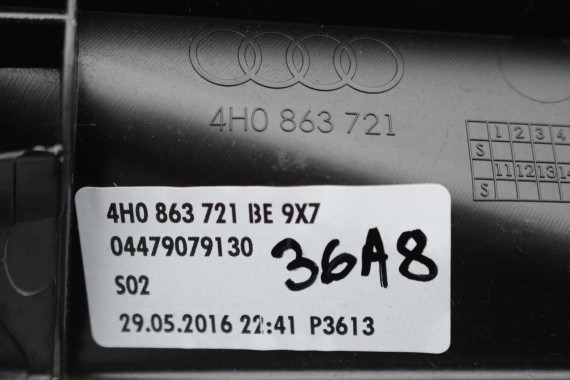 4H0 863 721
1 2 3 4
S
11 12 13 14
S
4H0 863 721 BE 9X7
04479079130
36A8
S02
29.05.2016 22:41 P3613